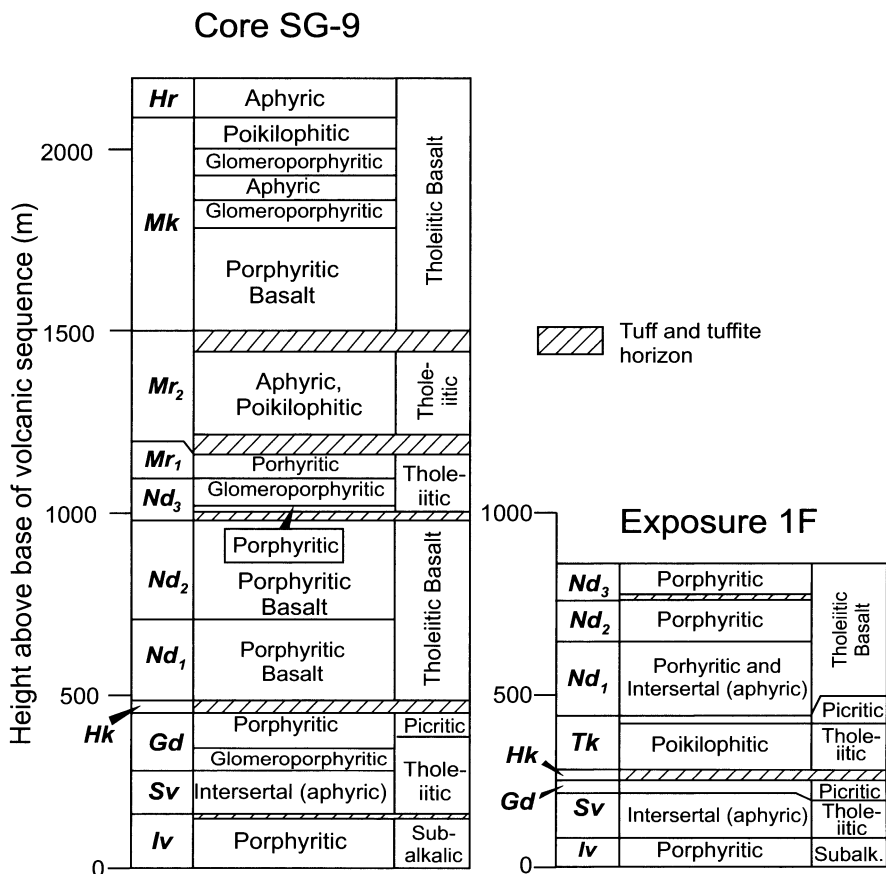 Core SG-9
Height above base of volcanic sequence (m)
2000
1500
1000
500
0
Hr
Aphyric
Mk
Poikilophitic
Glomeroporphyritic
Aphyric
Glomeroporphyritic
Porphyritic
Basalt
Tholeiitic Basalt
Mr2
Aphyric,
Poikilophitic
Thole-
iitic
Mr1
Porhyritic
Nd3
Glomeroporphyritic
Thole-
iitic
Porphyritic
Nd2
Porphyritic
Basalt
Nd1
Porphyritic
Basalt
Tholeiitic Basalt
Hk
Gd
Porphyritic
Glomeroporphyritic
Picritic
Sv
Intersertal (aphyric)
Thole-
iitic
Iv
Porphyritic
Sub-
alkalic
Tuff and tuffite
horizon
Exposure 1F
1000
500
0
Nd3
Porphyritic
Nd2
Porphyritic
Nd1
Porhyritic and
Intersertal (aphyric)
Tholeiitic
Basalt
Picritic
Tk
Poikilophitic
Thole-
iitic
Hk
Gd
Picritic
Sv
Intersertal (aphyric)
Thole-
iitic
Iv
Porphyritic
Subalk.